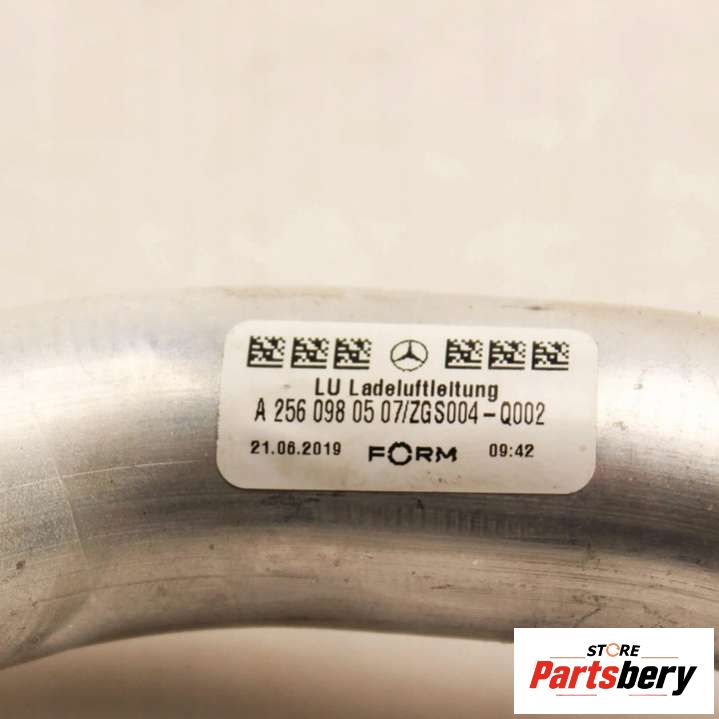 LU Ladeluftleitung
A 256 098 05 07/ZGS004-Q002
21.06.2019 FORM 09:42
STORE
Partsbery